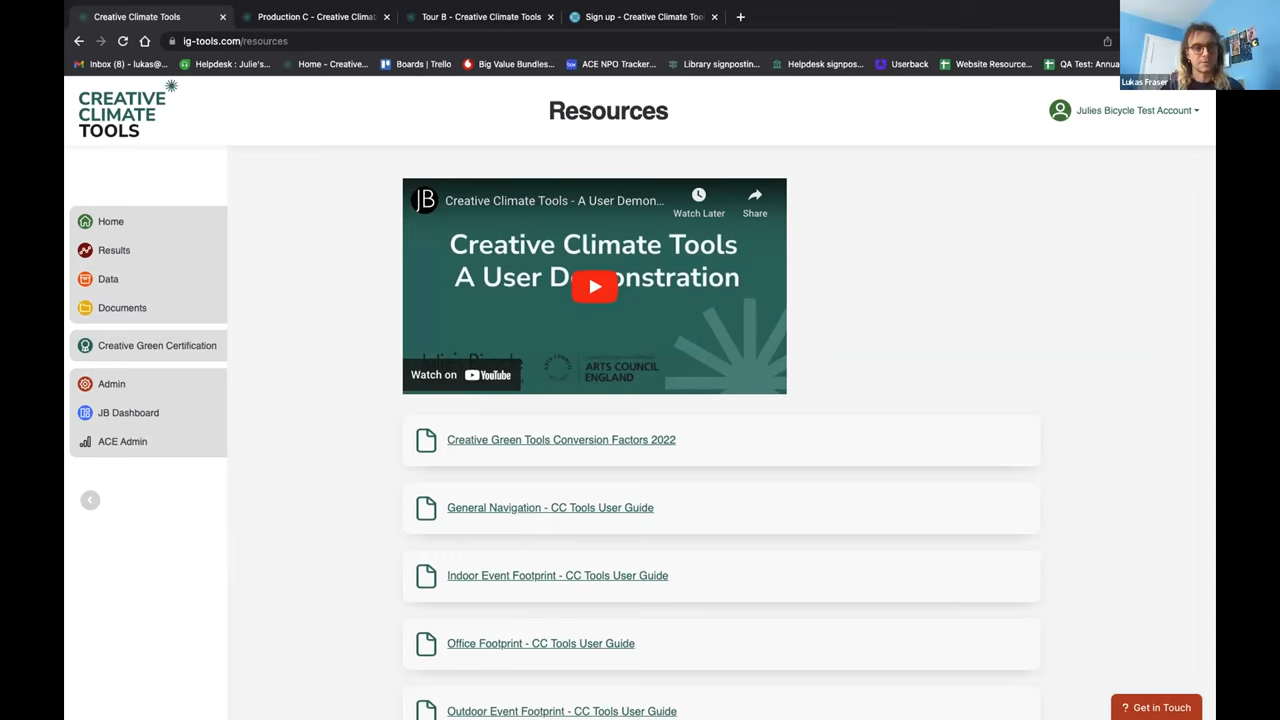 Creative Climate Tools
Production C - Creative Climat
Tour B - Creative Climate Tools
Sign up - Creative Climate Too
ig-tools.com/resources
Inbox (8) - lukas@...
Helpdesk : Julie's...
Home - Creative...
Boards | Trello
Big Value Bundles...
ACE NPO Tracker...
Library signpostin...
Helpdesk signpos...
Userback
Website Resource...
QA Test: Annua
Lukas Fraser
CREATIVE
CLIMATE
TOOLS
Resources
Julies Bicycle Test Account
Home
Results
Data
Documents
Creative Green Certification
Admin
JB Dashboard
ACE Admin
JB
Creative Climate Tools - A User Demon...
Watch Later
Share
Creative Climate Tools
A User D onstration
ARTS COUNCIL
ENGLAND
Watch on YouTube
Creative Green Tools Conversion Factors 2022
General Navigation - CC Tools User Guide
Indoor Event Footprint - CC Tools User Guide
Office Footprint - CC Tools User Guide
Outdoor Event Footprint - CC Tools User Guide
? Get in Touch